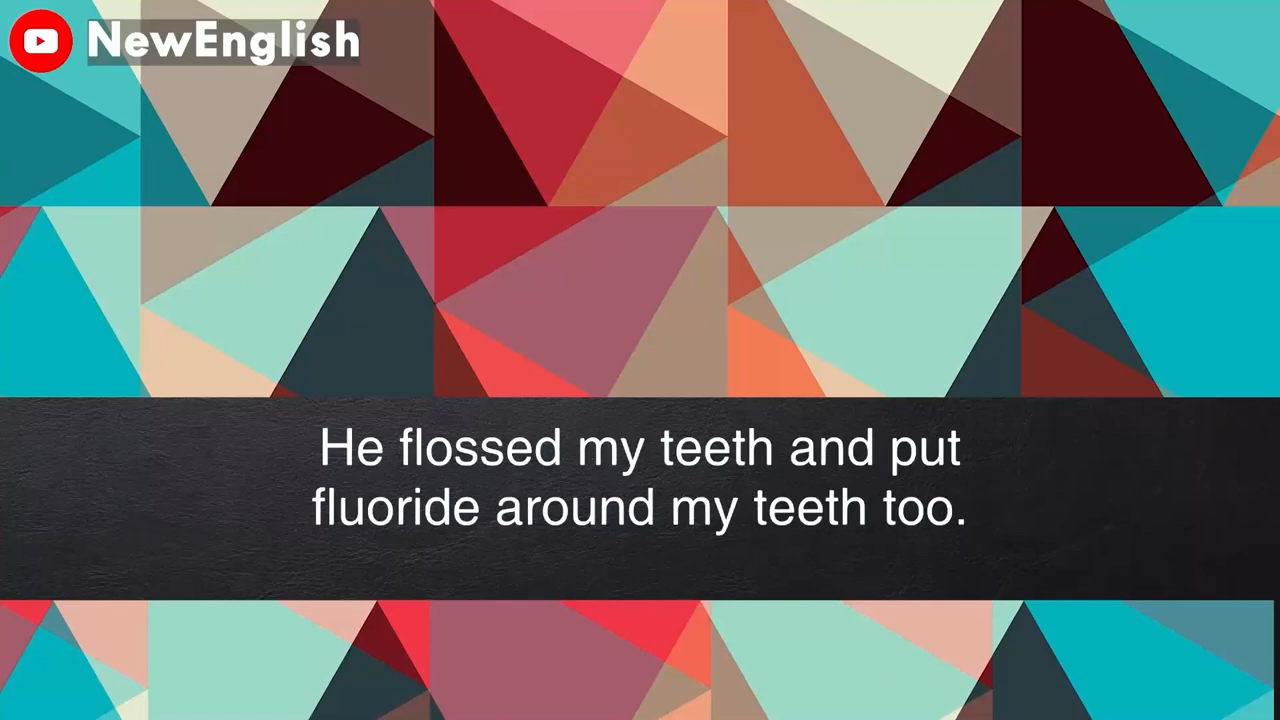 NewEnglish
He flossed my teeth and put
fluoride around my teeth too.